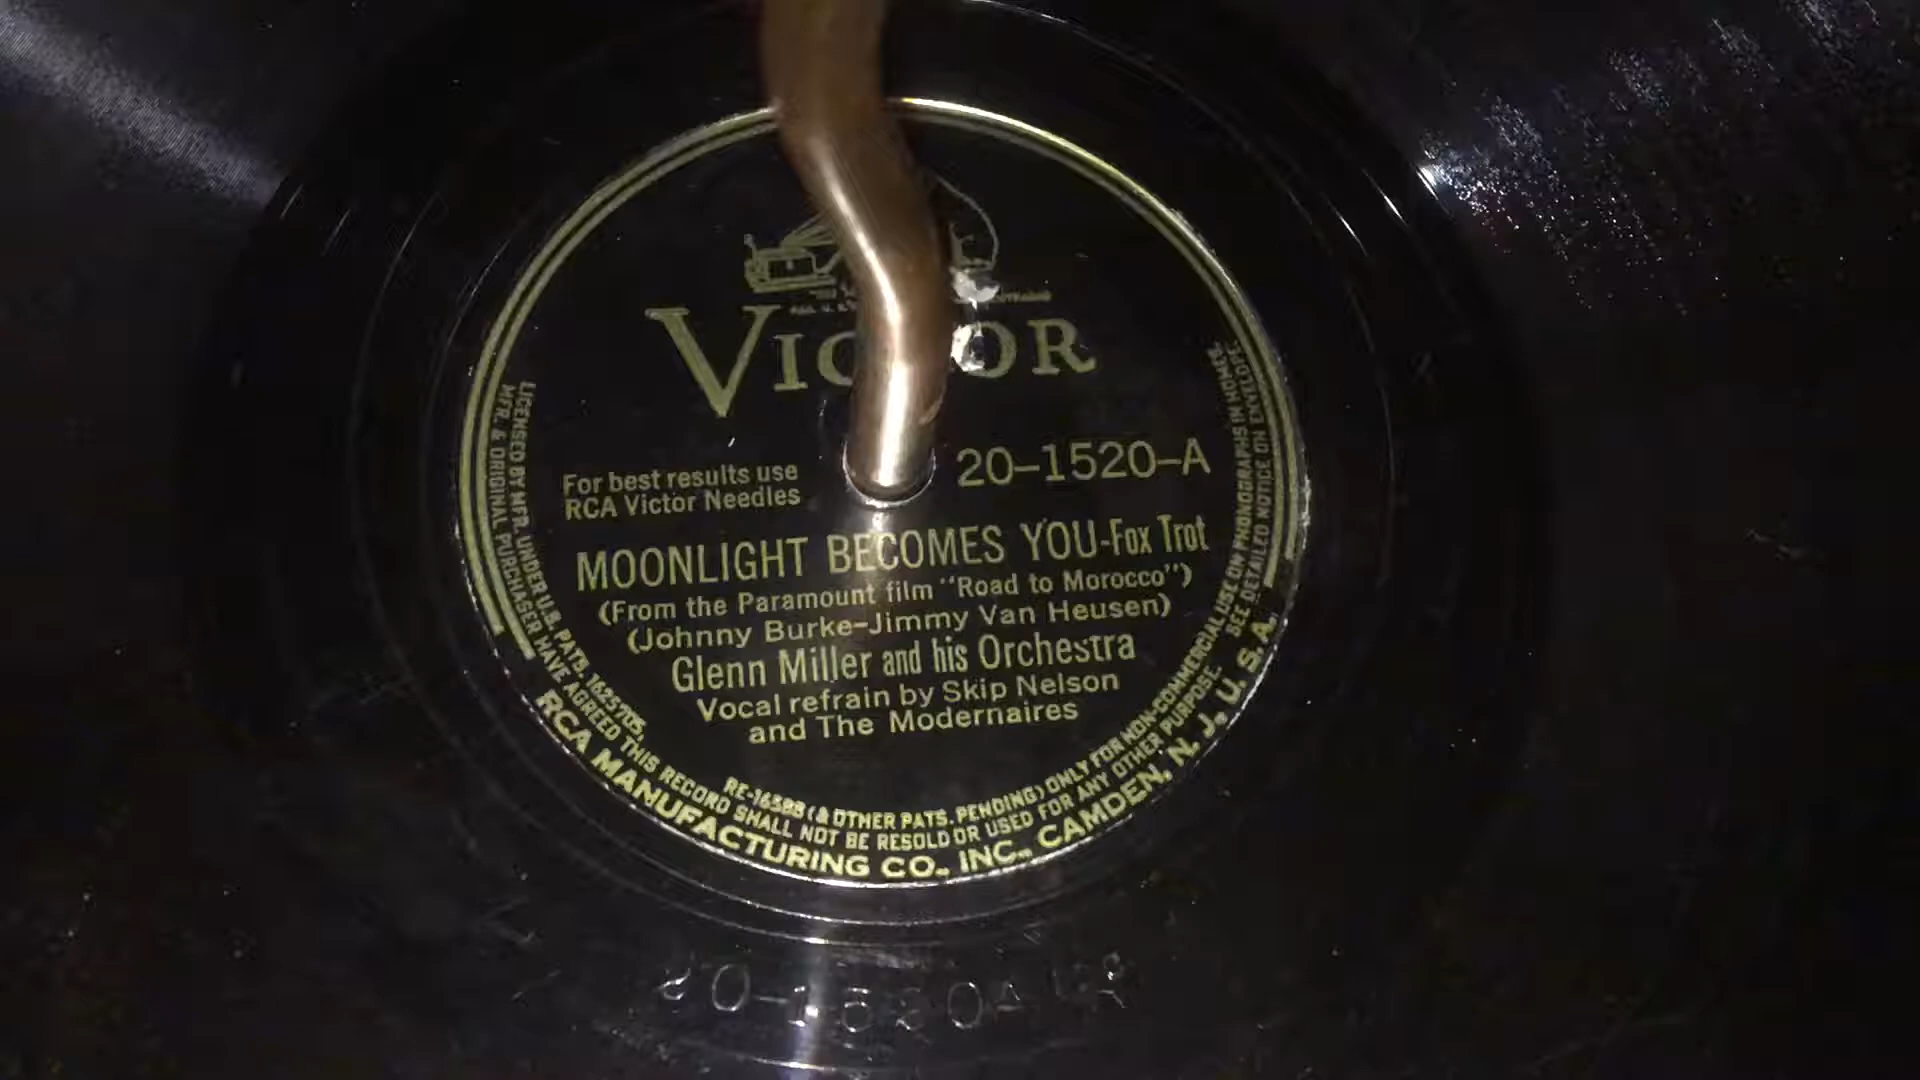 VICTOR
For best results use
RCA Victor Needles
20-1520-A
MOONLIGHT BECOMES YOU-Fox Trot
(From the Paramount film "Road to Morocco")
(Johnny Burke-Jimmy Van Heusen)
Glenn Miller and his Orchestra
Vocal refrain by Skip Nelson
and The Modernaires
LICENSED BY MFR. UNDER U.S. PATS. 1625705, RE-16588 (& OTHER PATS. PENDING) ONLY FOR NON-COMMERCIAL USE ON PHONOGRAPHS IN HOMES.
MFR. & ORIGINAL PURCHASER HAVE AGREED THIS RECORD SHALL NOT BE RESOLD OR USED FOR ANY OTHER PURPOSE. SEE DETAILED NOTICE ON ENVELOPE.
RCA MANUFACTURING CO., INC., CAMDEN, N. J., U. S. A.
20-1520A